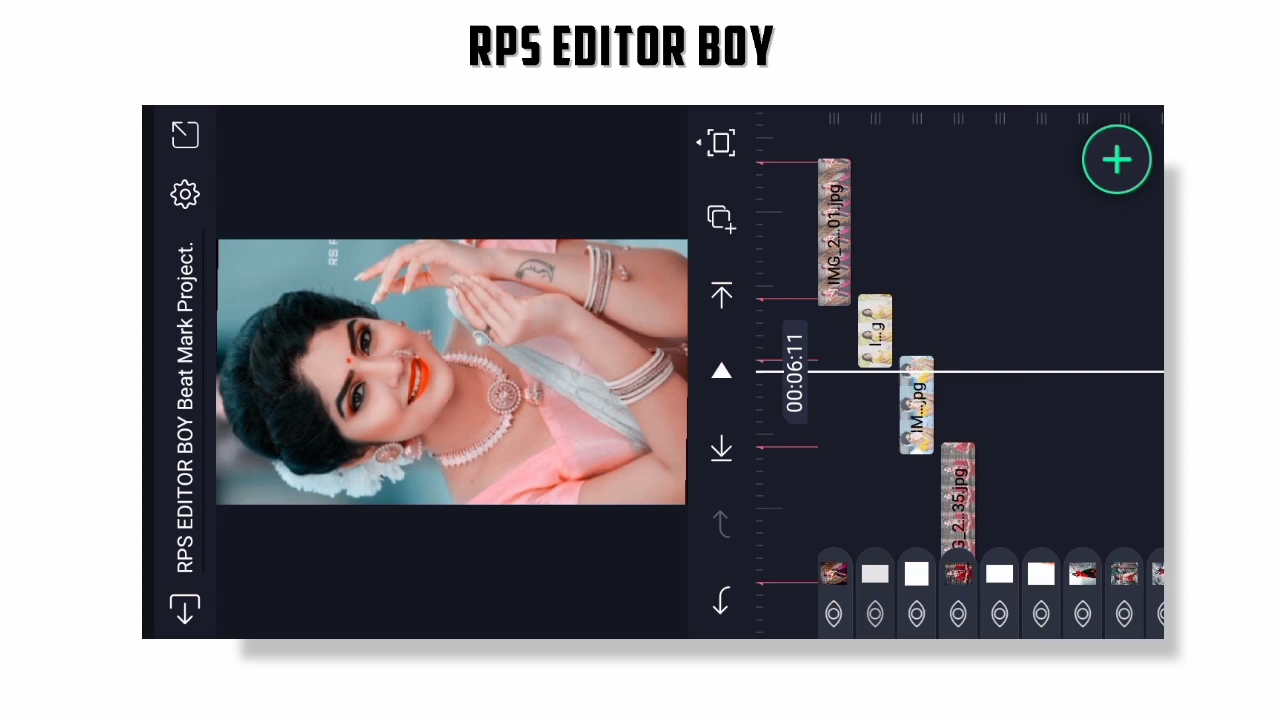 RPS EDITOR BOY
RPS EDITOR BOY Beat Mark Project.
RS
00:06:11
IMG_2...01.jpg
I...g
IM...jpg
G_2...35.jpg